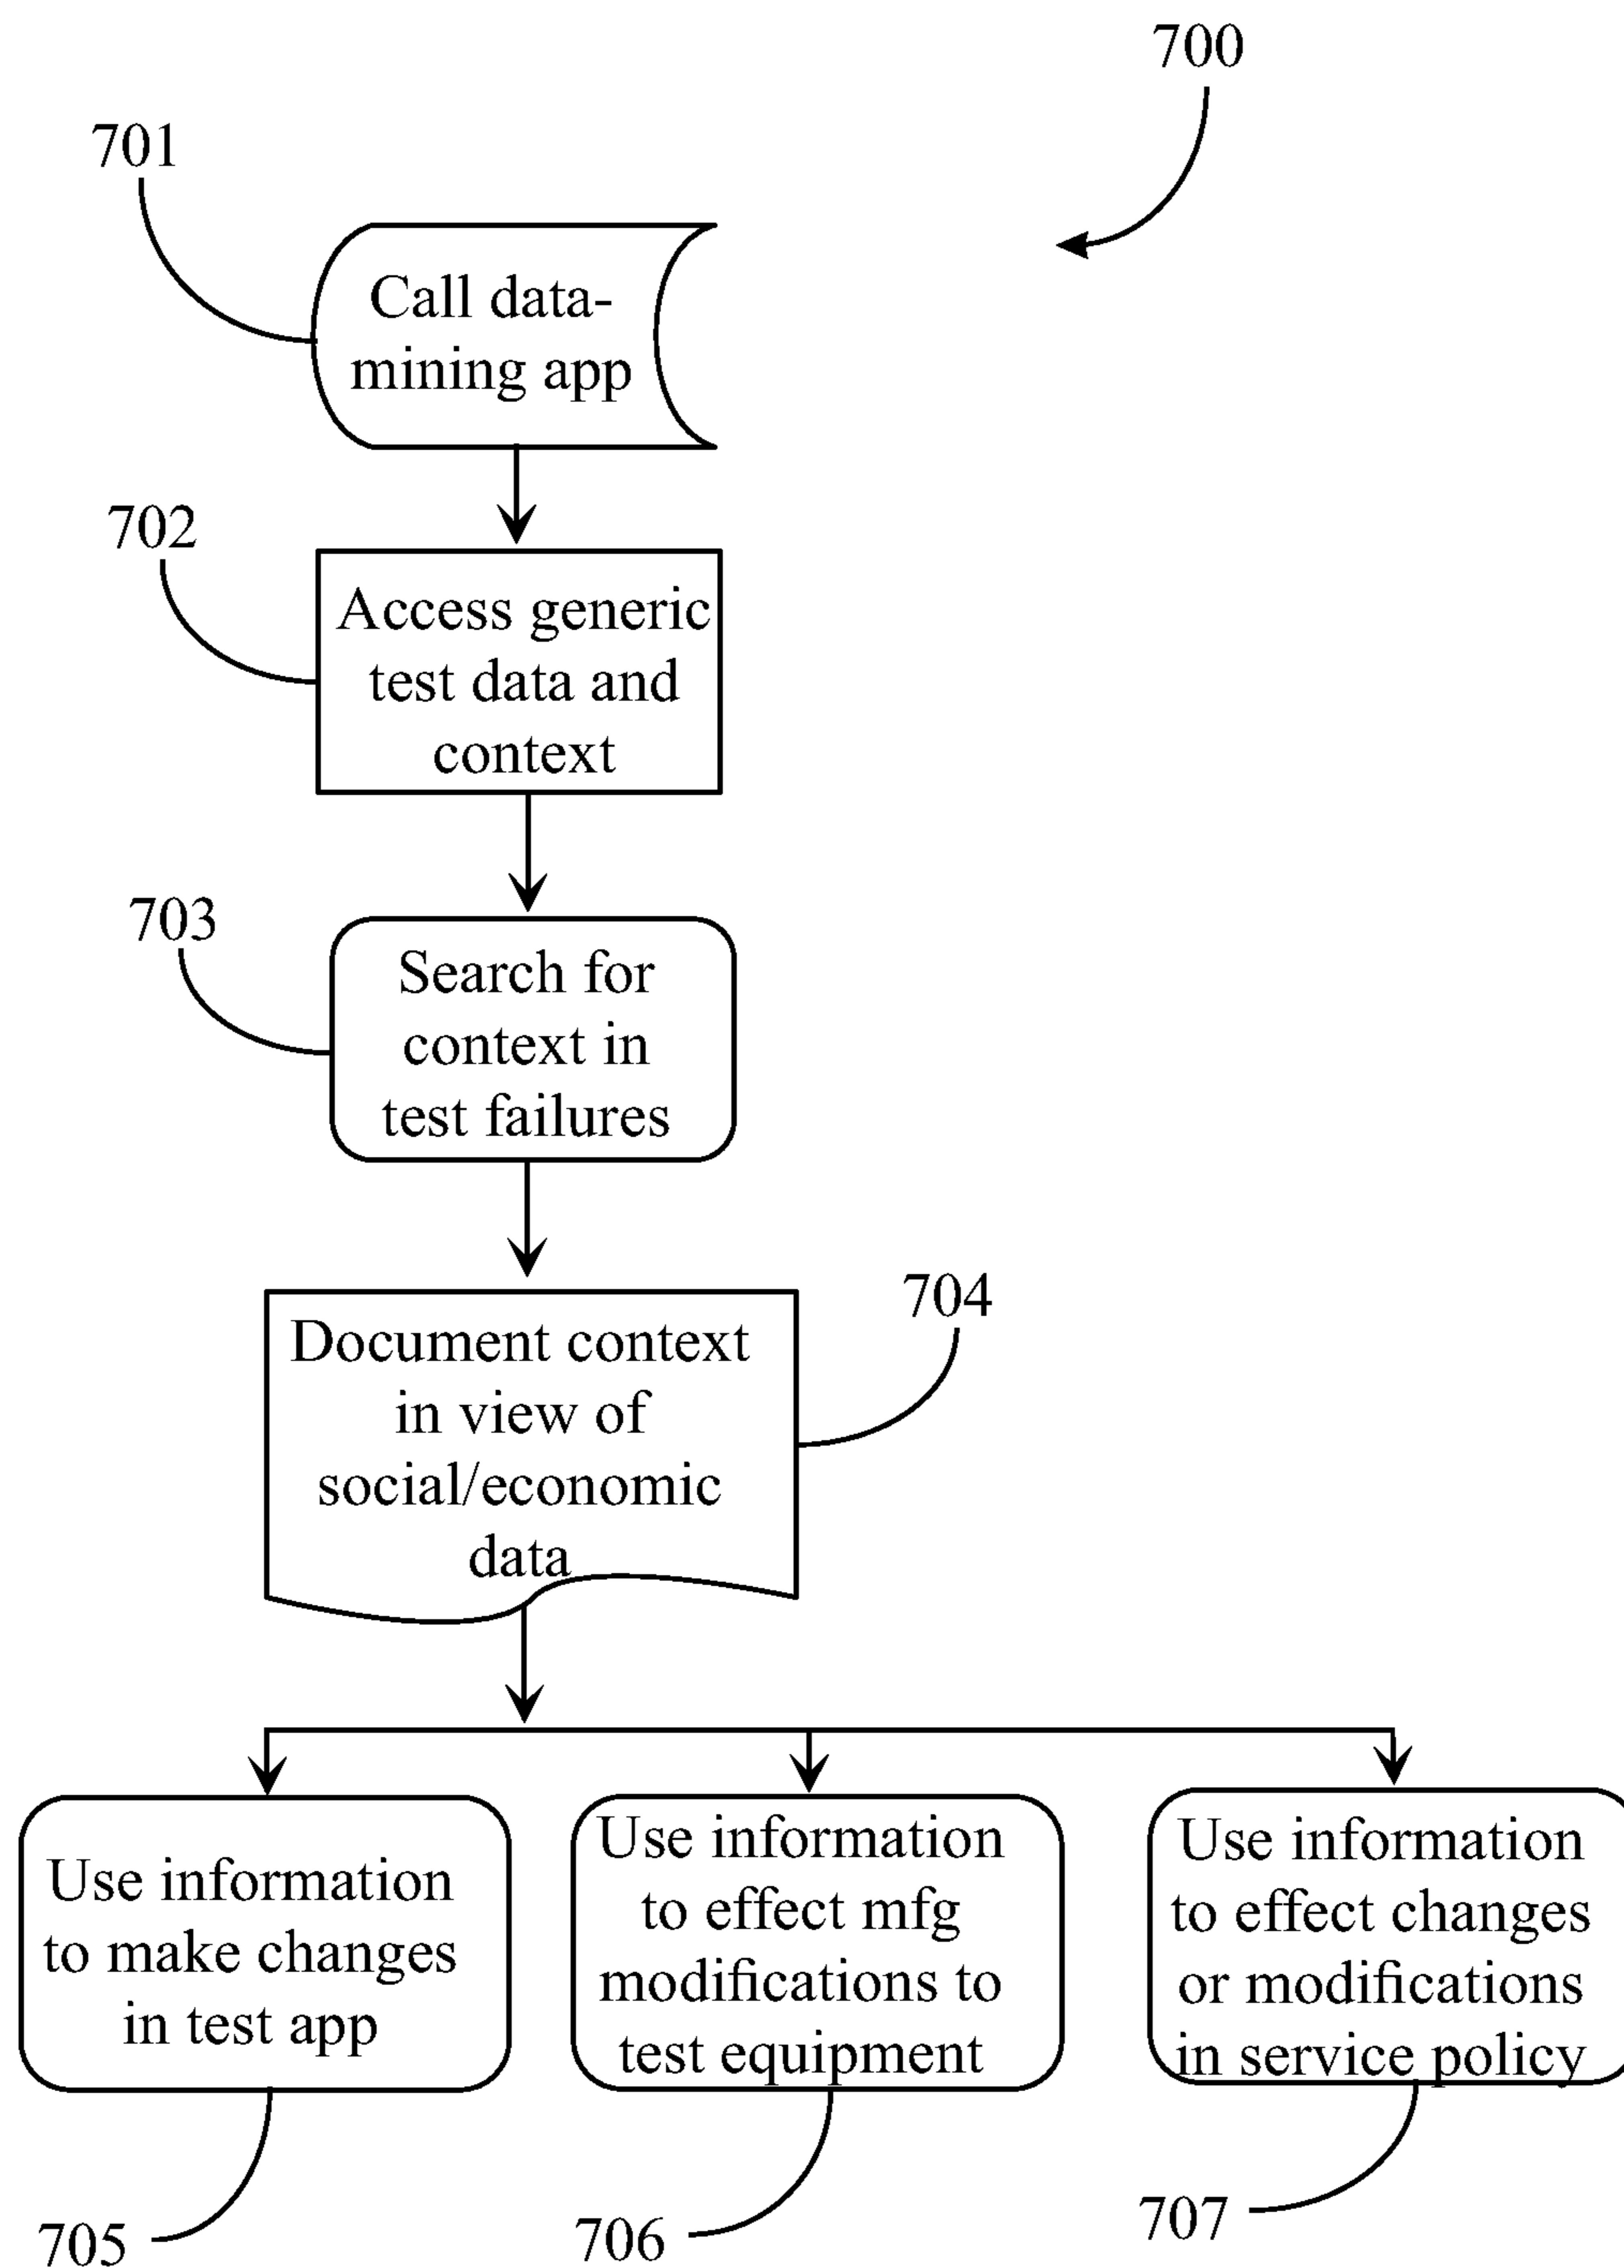 700
701
Call data-
mining app
702
Access generic
test data and
context
703
Search for
context in
test failures
704
Document context
in view of
social/economic
data
Use information
to make changes
in test app
Use information
to effect mfg
modifications to
test equipment
Use information
to effect changes
or modifications
in service policy
705
706
707